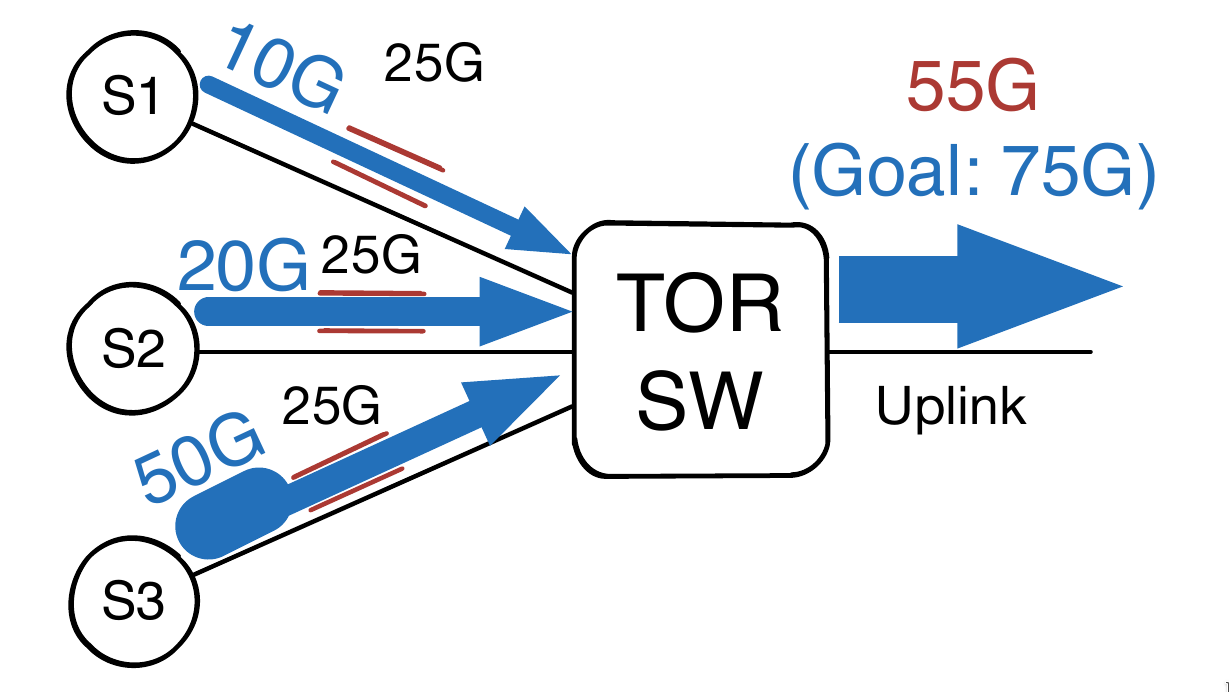 10G
25G
S1
55G
(Goal: 75G)
20G
25G
S2
TOR
SW
25G
50G
Uplink
S3